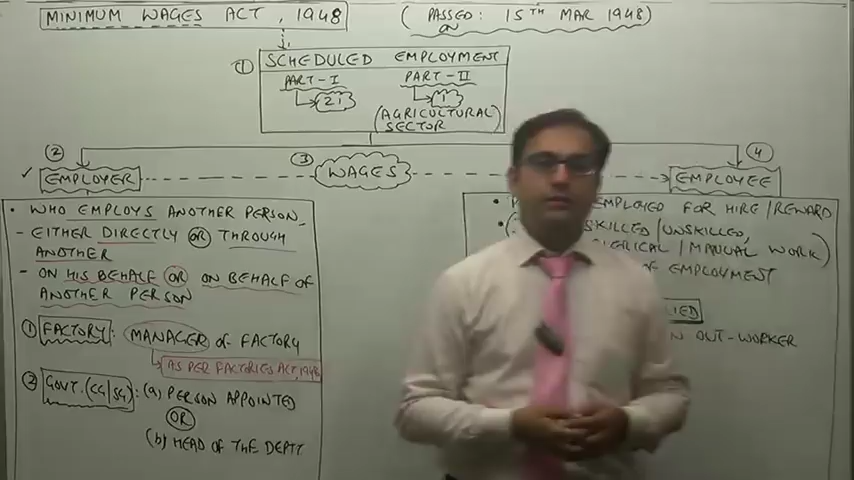 MINIMUM WAGES ACT, 1948 (PASSED: 15TH MAR 1948)
ON
① SCHEDULED EMPLOYMENT
PART-I PART-II
21 1
(AGRICULTURAL SECTOR)
② ③ ④
✓ EMPLOYER WAGES EMPLOYEE
• WHO EMPLOYS ANOTHER PERSON
- EITHER DIRECTLY OR THROUGH
ANOTHER
- ON HIS BEHALF OR ON BEHALF OF
ANOTHER PERSON
① FACTORY: MANAGER of FACTORY
AS PER FACTORIES ACT, 1948
② GOVT. (CG/SG): (a) PERSON APPOINTED
OR
(b) HEAD OF THE DEPTT
• EMPLOYED FOR HIRE/REWARD
• SKILLED/UNSKILLED,
CLERICAL/MANUAL WORK)
OF EMPLOYMENT
OUT-WORKER